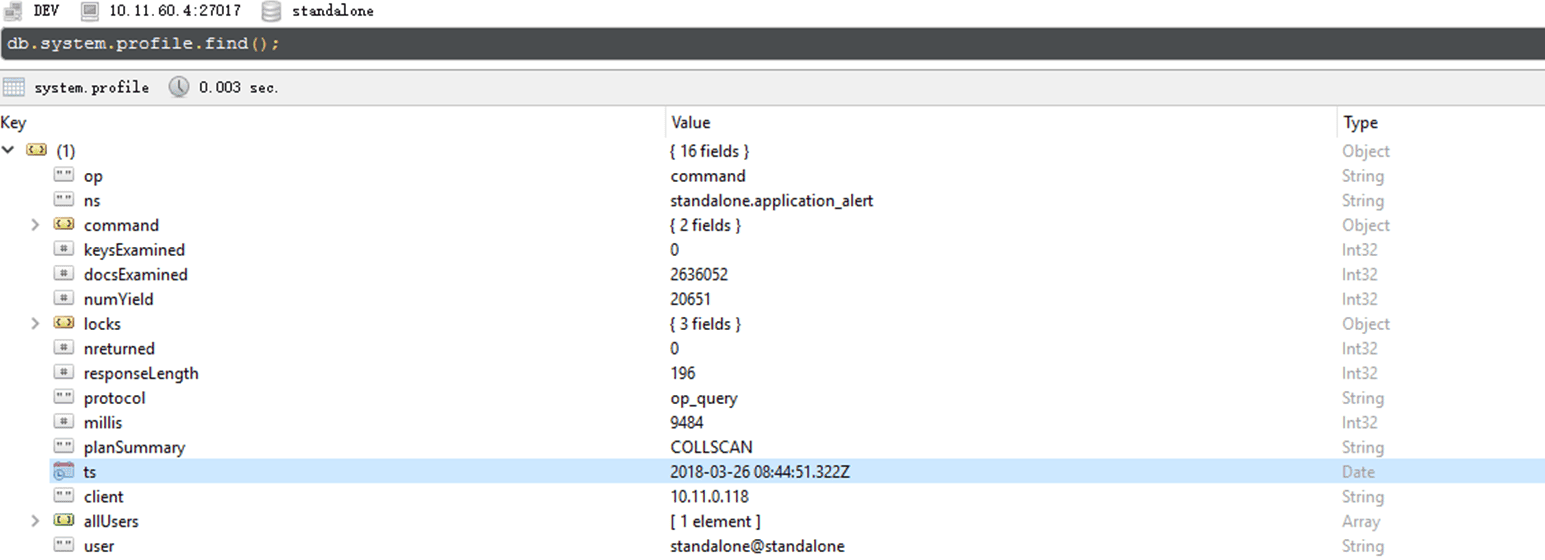 DEV 10.11.60.4:27017 standalone
db.system.profile.find();
system.profile 0.003 sec.
Key Value Type
(1) { 16 fields } Object
op command String
ns standalone.application_alert String
command { 2 fields } Object
keysExamined 0 Int32
docsExamined 2636052 Int32
numYield 20651 Int32
locks { 3 fields } Object
nreturned 0 Int32
responseLength 196 Int32
protocol op_query String
millis 9484 Int32
planSummary COLLSCAN String
ts 2018-03-26 08:44:51.322Z Date
client 10.11.0.118 String
allUsers [ 1 element ] Array
user standalone@standalone String